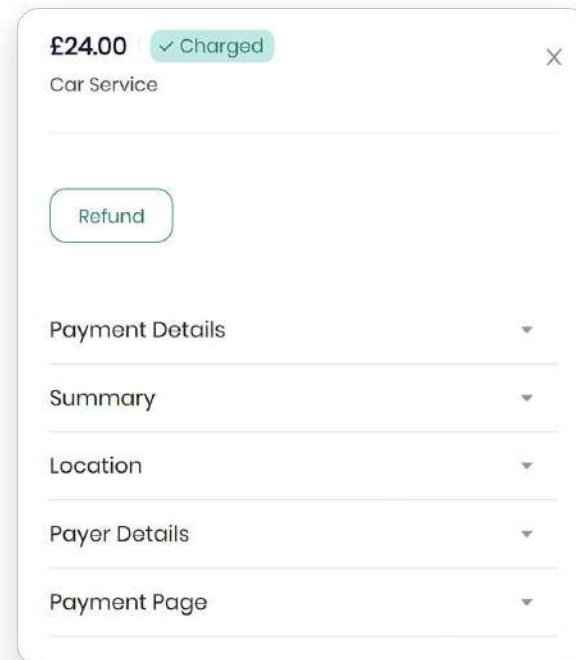 £24.00 ✓ Charged
Car Service
Refund
Payment Details
Summary
Location
Payer Details
Payment Page